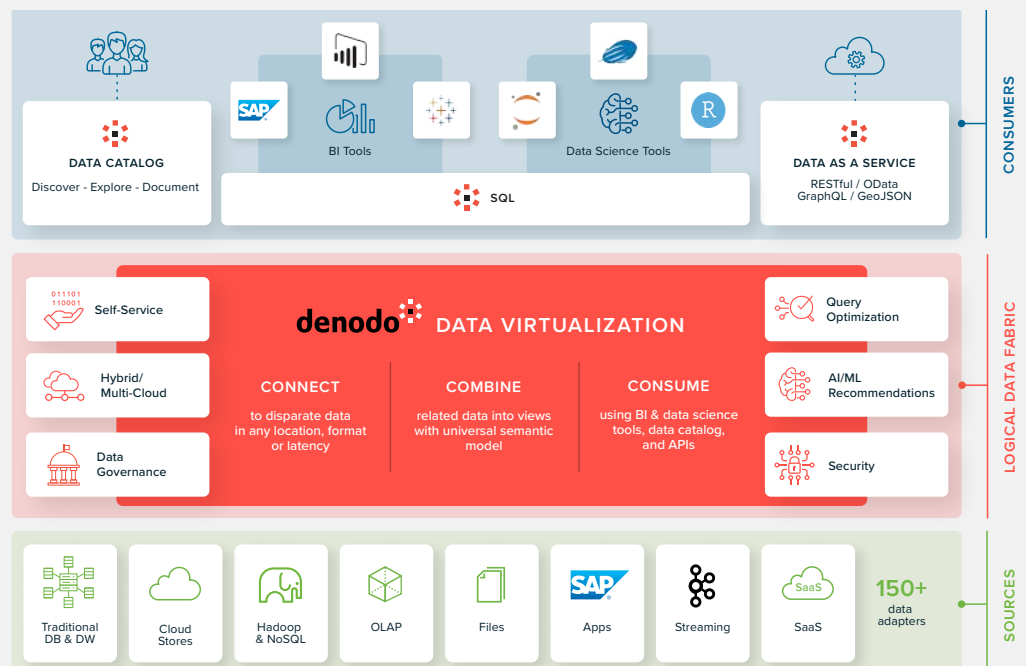 CONSUMERS
SAP
BI Tools
Data Science Tools
R
DATA CATALOG
Discover - Explore - Document
SQL
DATA AS A SERVICE
RESTful / OData
GraphQL / GeoJSON
LOGICAL DATA FABRIC
011101
110001
Self-Service
Hybrid/
Multi-Cloud
Data
Governance
denodo DATA VIRTUALIZATION
CONNECT
to disparate data
in any location, format
or latency
COMBINE
related data into views
with universal semantic
model
CONSUME
using BI & data science
tools, data catalog,
and APIs
Query
Optimization
AI/ML
Recommendations
Security
SOURCES
Traditional
DB & DW
Cloud
Stores
Hadoop
& NoSQL
OLAP
Files
SAP
Apps
Streaming
SaaS
SaaS
150+
data
adapters